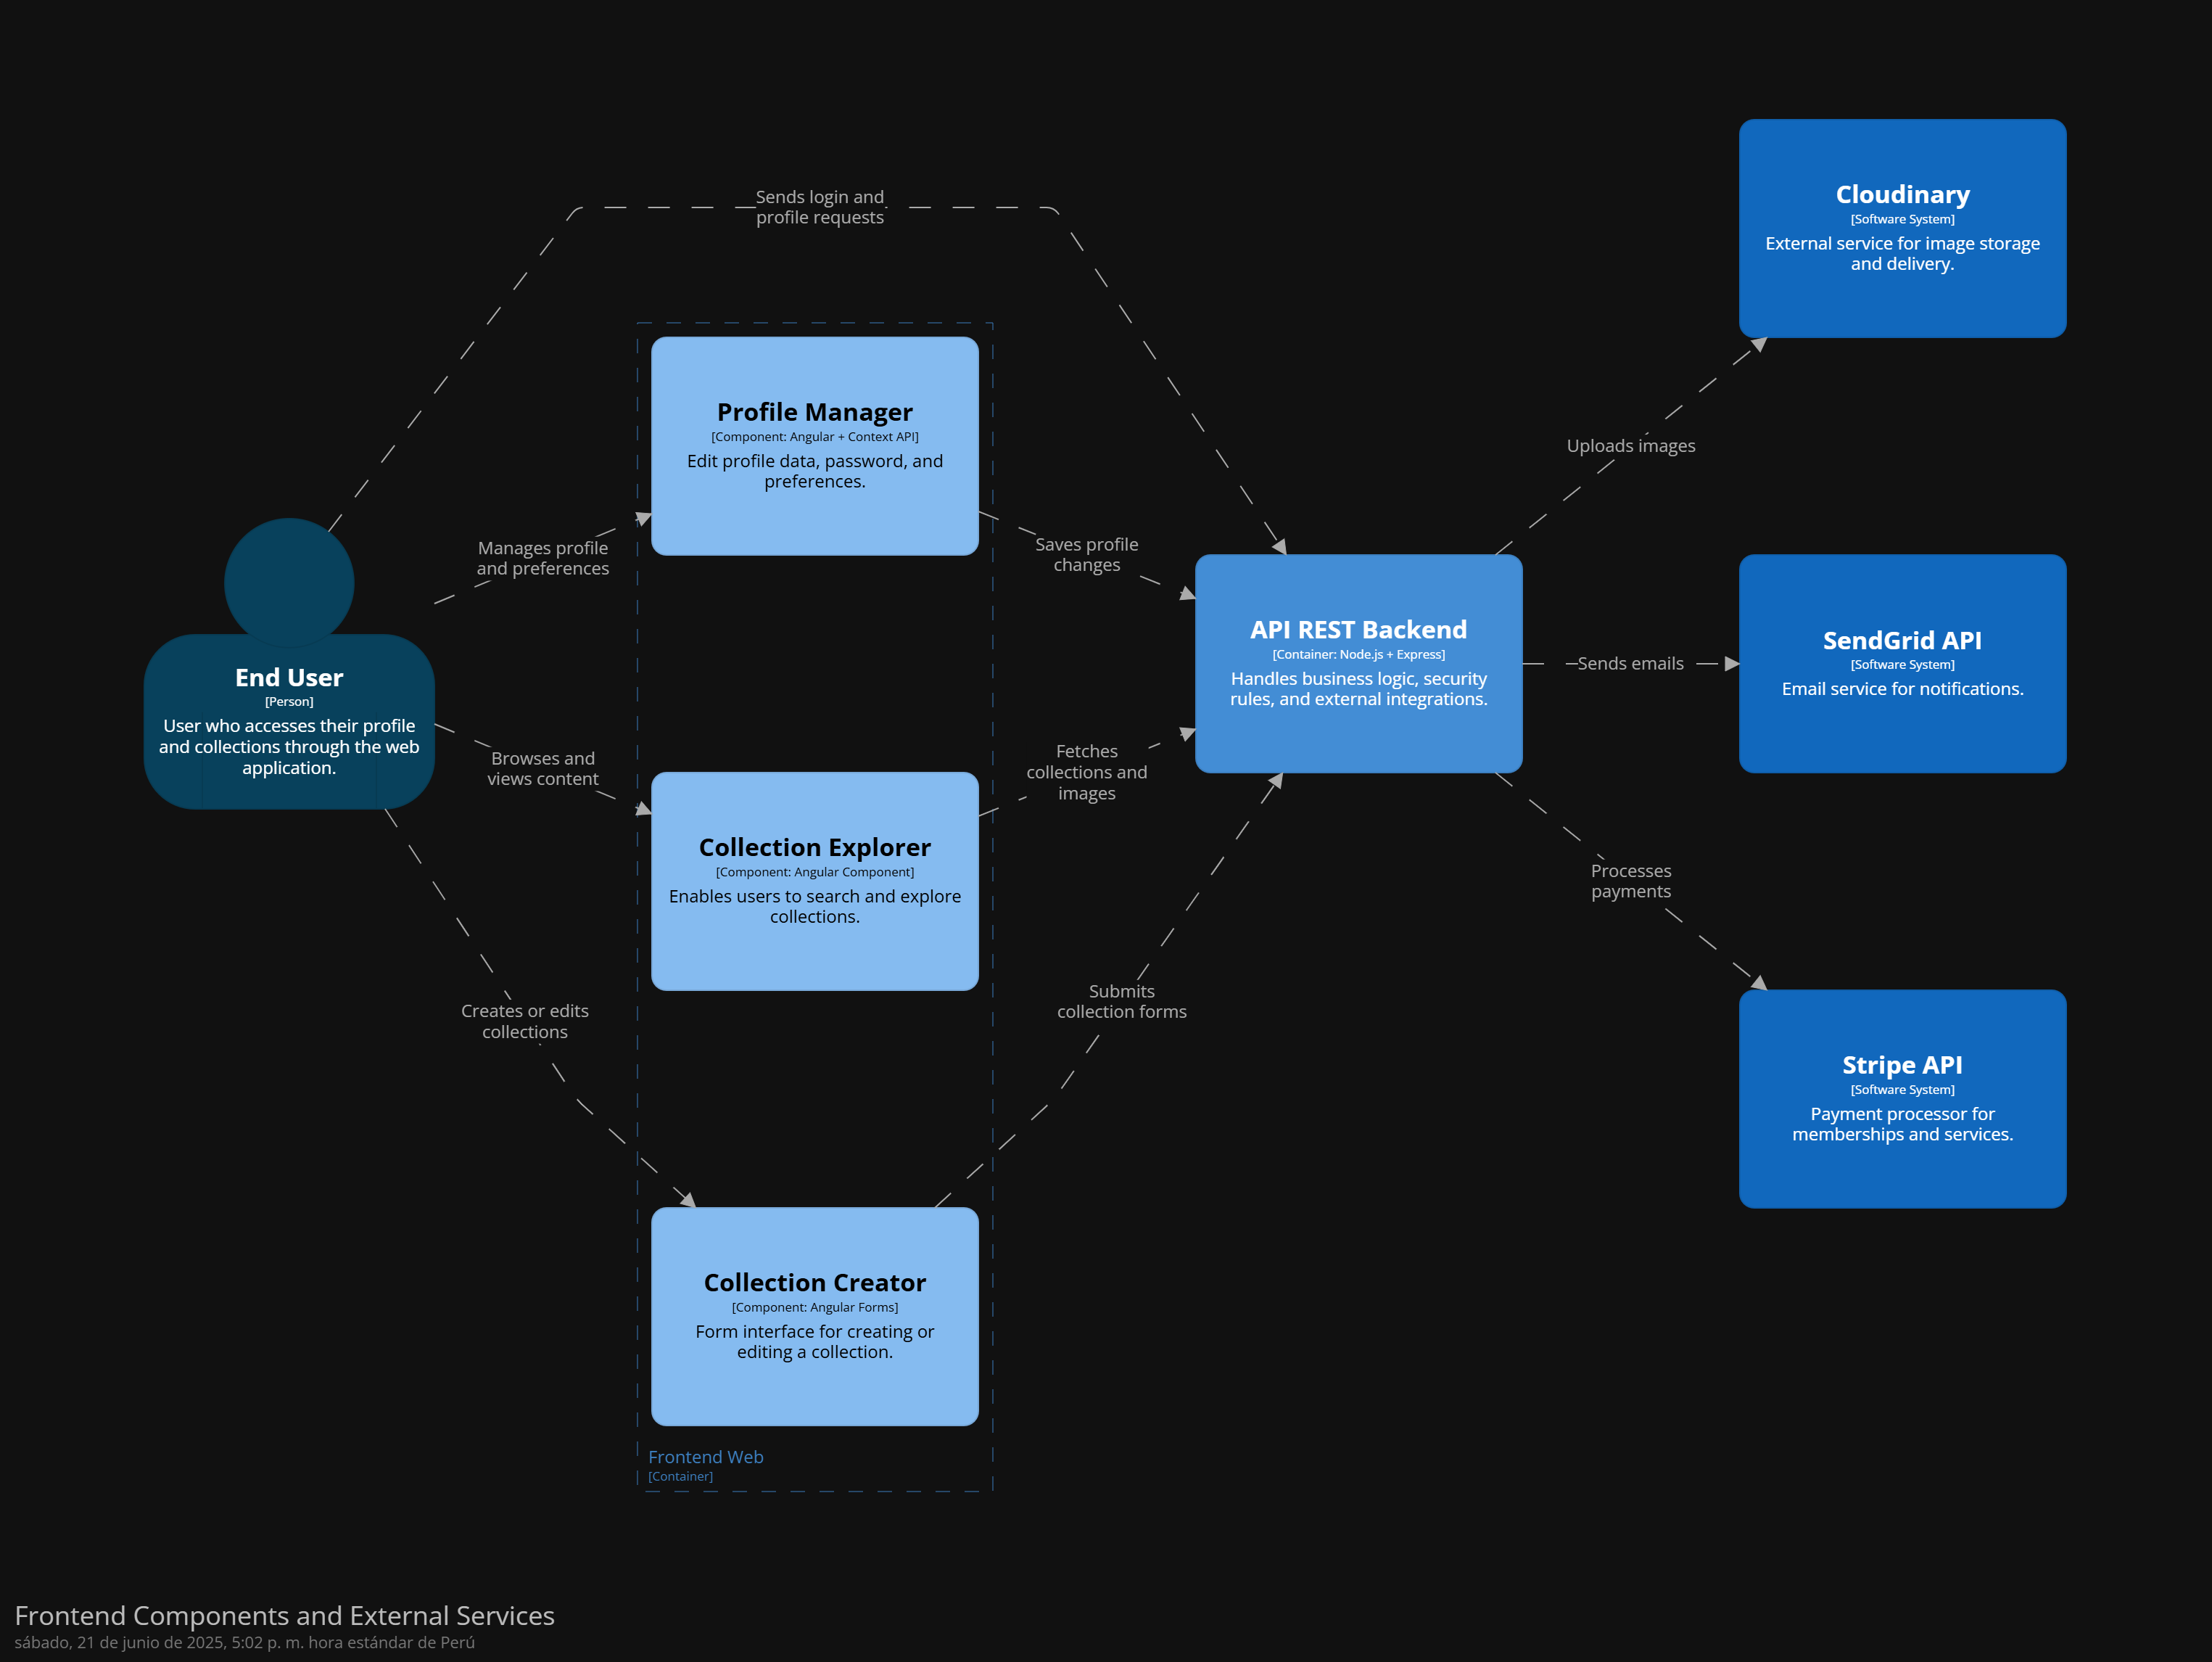 Sends login and
profile requests
Cloudinary
[Software System]
External service for image storage
and delivery.
Profile Manager
[Component: Angular + Context API]
Edit profile data, password, and
preferences.
Uploads images
Manages profile
and preferences
Saves profile
changes
End User
[Person]
User who accesses their profile
and collections through the web
application.
API REST Backend
[Container: Node.js + Express]
Handles business logic, security
rules, and external integrations.
Sends emails
SendGrid API
[Software System]
Email service for notifications.
Browses and
views content
Fetches
collections and
images
Collection Explorer
[Component: Angular Component]
Enables users to search and explore
collections.
Processes
payments
Creates or edits
collections
Submits
collection forms
Stripe API
[Software System]
Payment processor for
memberships and services.
Collection Creator
[Component: Angular Forms]
Form interface for creating or
editing a collection.
Frontend Web
[Container]
Frontend Components and External Services
sábado, 21 de junio de 2025, 5:02 p. m. hora estándar de Perú